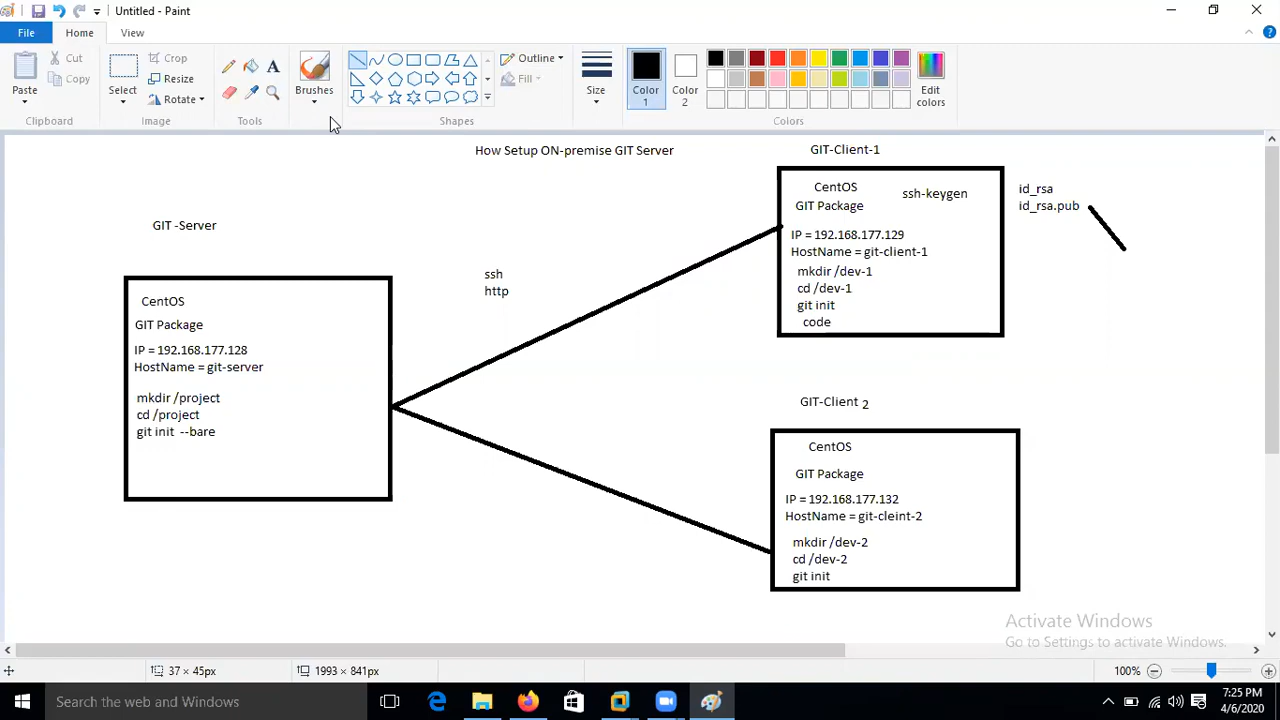 Untitled - Paint
File
Home
View
Paste
Cut
Copy
Clipboard
Select
Crop
Resize
Rotate
Image
Tools
Brushes
Shapes
Outline
Fill
Size
Color 1
Color 2
Edit colors
Colors
How Setup ON-premise GIT Server
GIT -Server
CentOS
GIT Package
IP = 192.168.177.128
HostName = git-server
mkdir /project
cd /project
git init --bare
ssh
http
GIT-Client-1
CentOS
ssh-keygen
GIT Package
IP = 192.168.177.129
HostName = git-client-1
mkdir /dev-1
cd /dev-1
git init
code
id_rsa
id_rsa.pub
GIT-Client 2
CentOS
GIT Package
IP = 192.168.177.132
HostName = git-cleint-2
mkdir /dev-2
cd /dev-2
git init
Activate Windows
Go to Settings to activate Windows.
37 × 45px
1993 × 841px
100%
Search the web and Windows
7:25 PM
4/6/2020